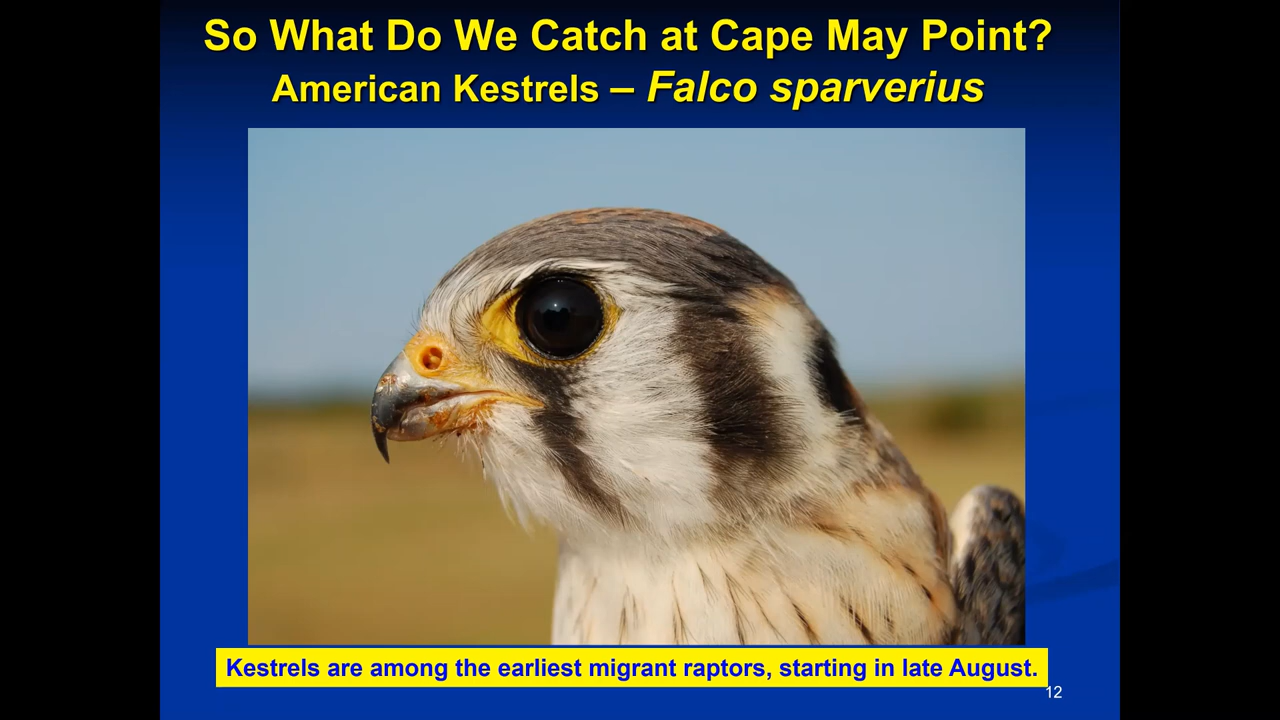 So What Do We Catch at Cape May Point?
American Kestrels – Falco sparverius
Kestrels are among the earliest migrant raptors, starting in late August.
12